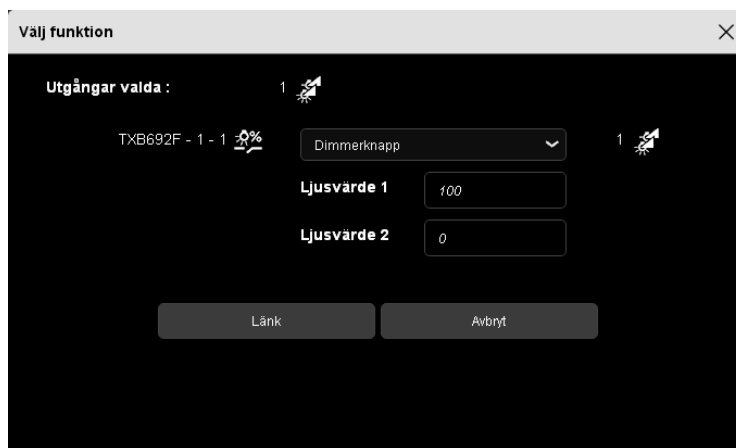 Välj funktion
Utgångar valda : 1
TXB692F - 1 - 1 % Dimmerknapp 1
Ljusvärde 1 100
Ljusvärde 2 0
Länk Avbryt